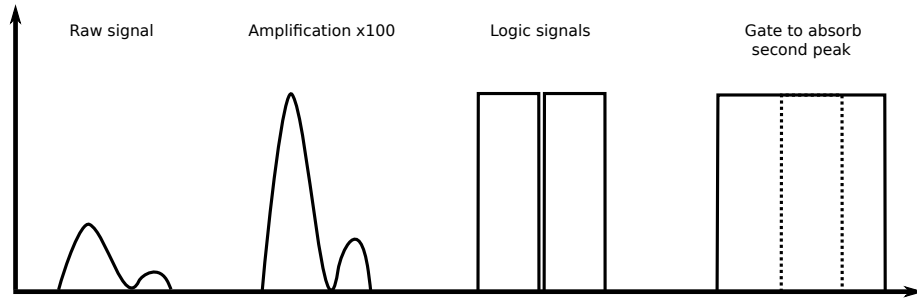 Raw signal
Amplification x100
Logic signals
Gate to absorb
second peak